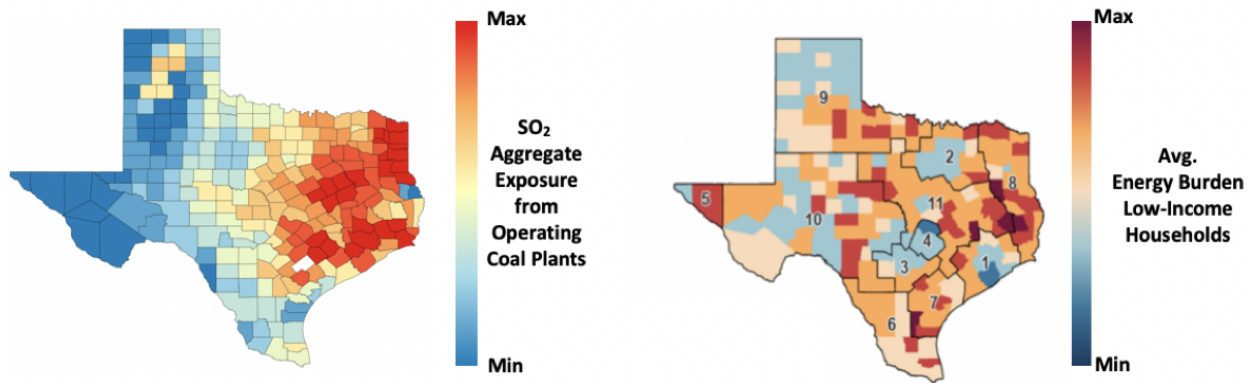 Max
SO₂
Aggregate
Exposure
from
Operating
Coal Plants
Min
Max
Avg.
Energy Burden
Low-Income
Households
Min
9
2
5
8
10
11
4
3
1
7
6